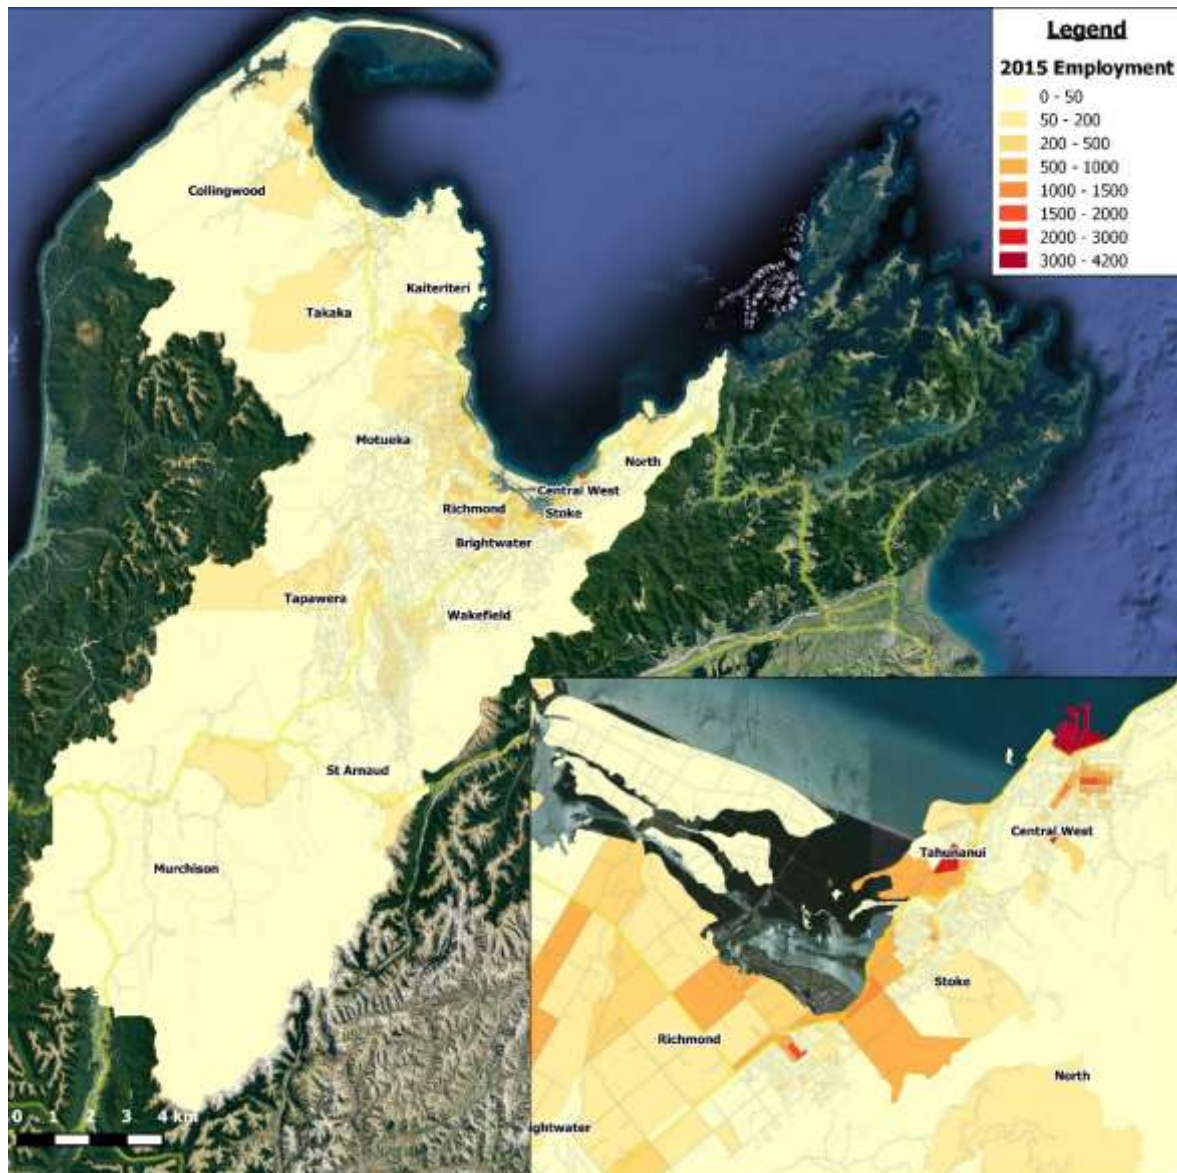 Legend
2015 Employment
0 - 50
50 - 200
200 - 500
500 - 1000
1000 - 1500
1500 - 2000
2000 - 3000
3000 - 4200
Collingwood
Kaiteriteri
Takaka
Motueka
North
Central West
Richmond
Stoke
Brightwater
Tapawera
Wakefield
St Arnaud
Murchison
0 1 2 3 4 km
Central West
Tahunanui
Stoke
Richmond
North
ightwater